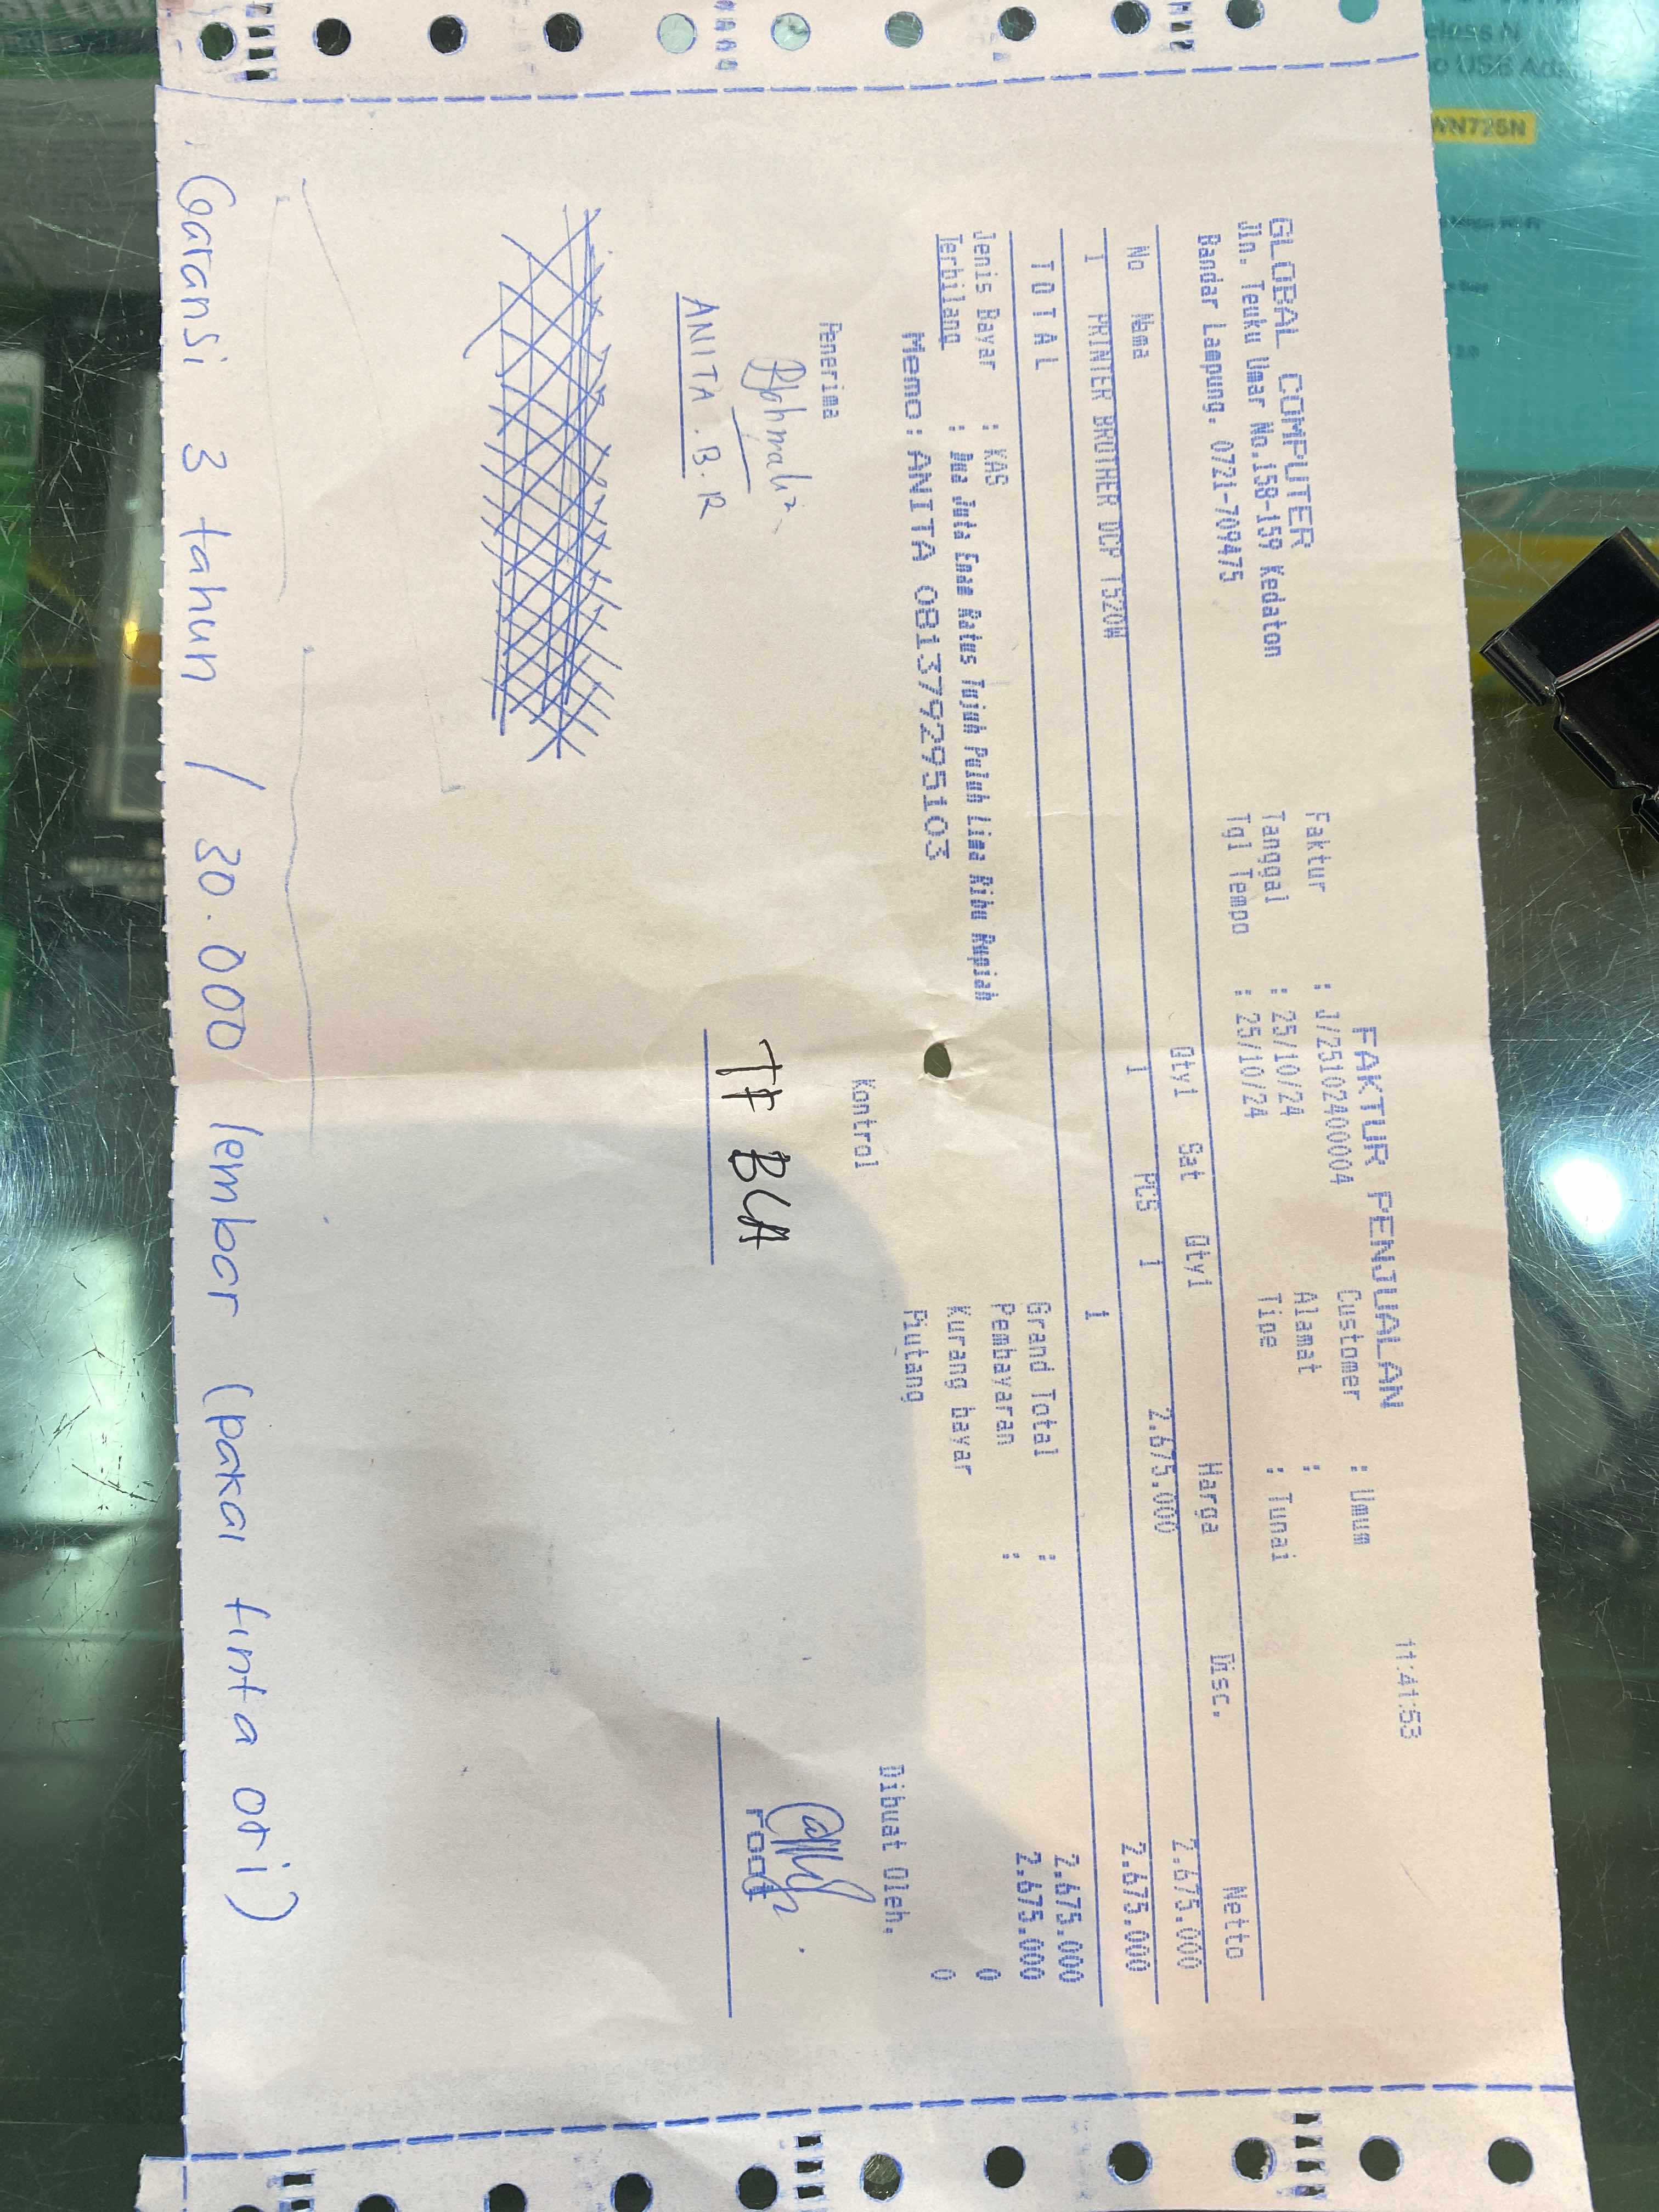 11:41:53
FAKTUR PENJUALAN
GLOBAL COMPUTER
Jln. Teuku Umar No.158-159 Kedaton
Bandar Lampung. 0721-709475
Faktur : J/25102400004
Tanggal : 25/10/24
Tgl Tempo : 25/10/24
Customer : Umum
Alamat :
Tipe : Tunai
No Nama Qty1 Sat Qty1 Harga Disc. Netto
1 PRINTER BROTHER DCP T520W 1 PCS 1 2.675.000 2.675.000
T O T A L 1 2.675.000
Jenis Bayar : KAS
Terbilang : Dua Juta Enam Ratus Tujuh Puluh Lima Ribu Rupiah
Memo : ANITA 081379295103
Grand Total : 2.675.000
Pembayaran : 2.675.000
Kurang bayar 0
Piutang 0
Penerima Kontrol Dibuat Oleh,
ANITA . B. R
TF BCA
Garansi 3 tahun / 30.000 lembar (pakai tinta ori)
WN725N